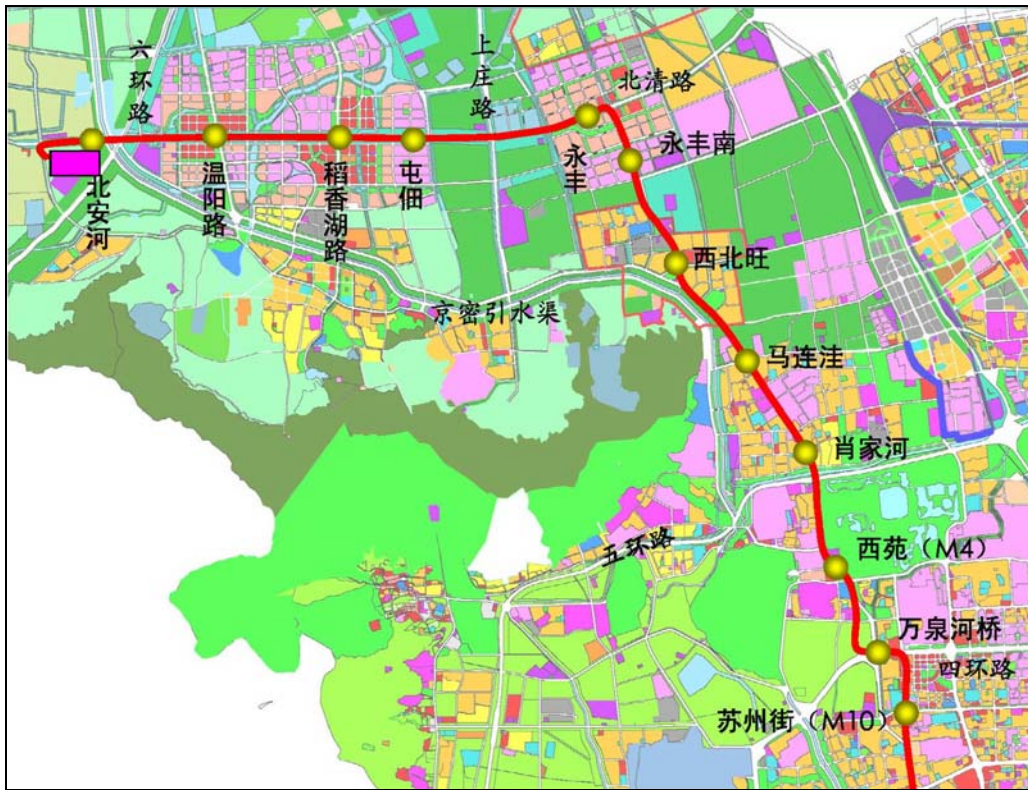 六环路
上庄路
北清路
北安河
温阳路
稻香湖路
屯佃
永丰
永丰南
西北旺
京密引水渠
马连洼
肖家河
五环路
西苑（M4）
万泉河桥
四环路
苏州街（M10）